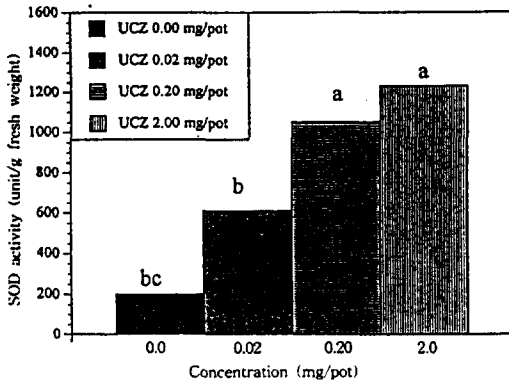 1600
1400
1200
1000
800
600
400
200
0
SOD activity (unit/g fresh weight)
UCZ 0.00 mg/pot
UCZ 0.02 mg/pot
UCZ 0.20 mg/pot
UCZ 2.00 mg/pot
bc
b
a
a
0.0 0.02 0.20 2.0
Concentration (mg/pot)